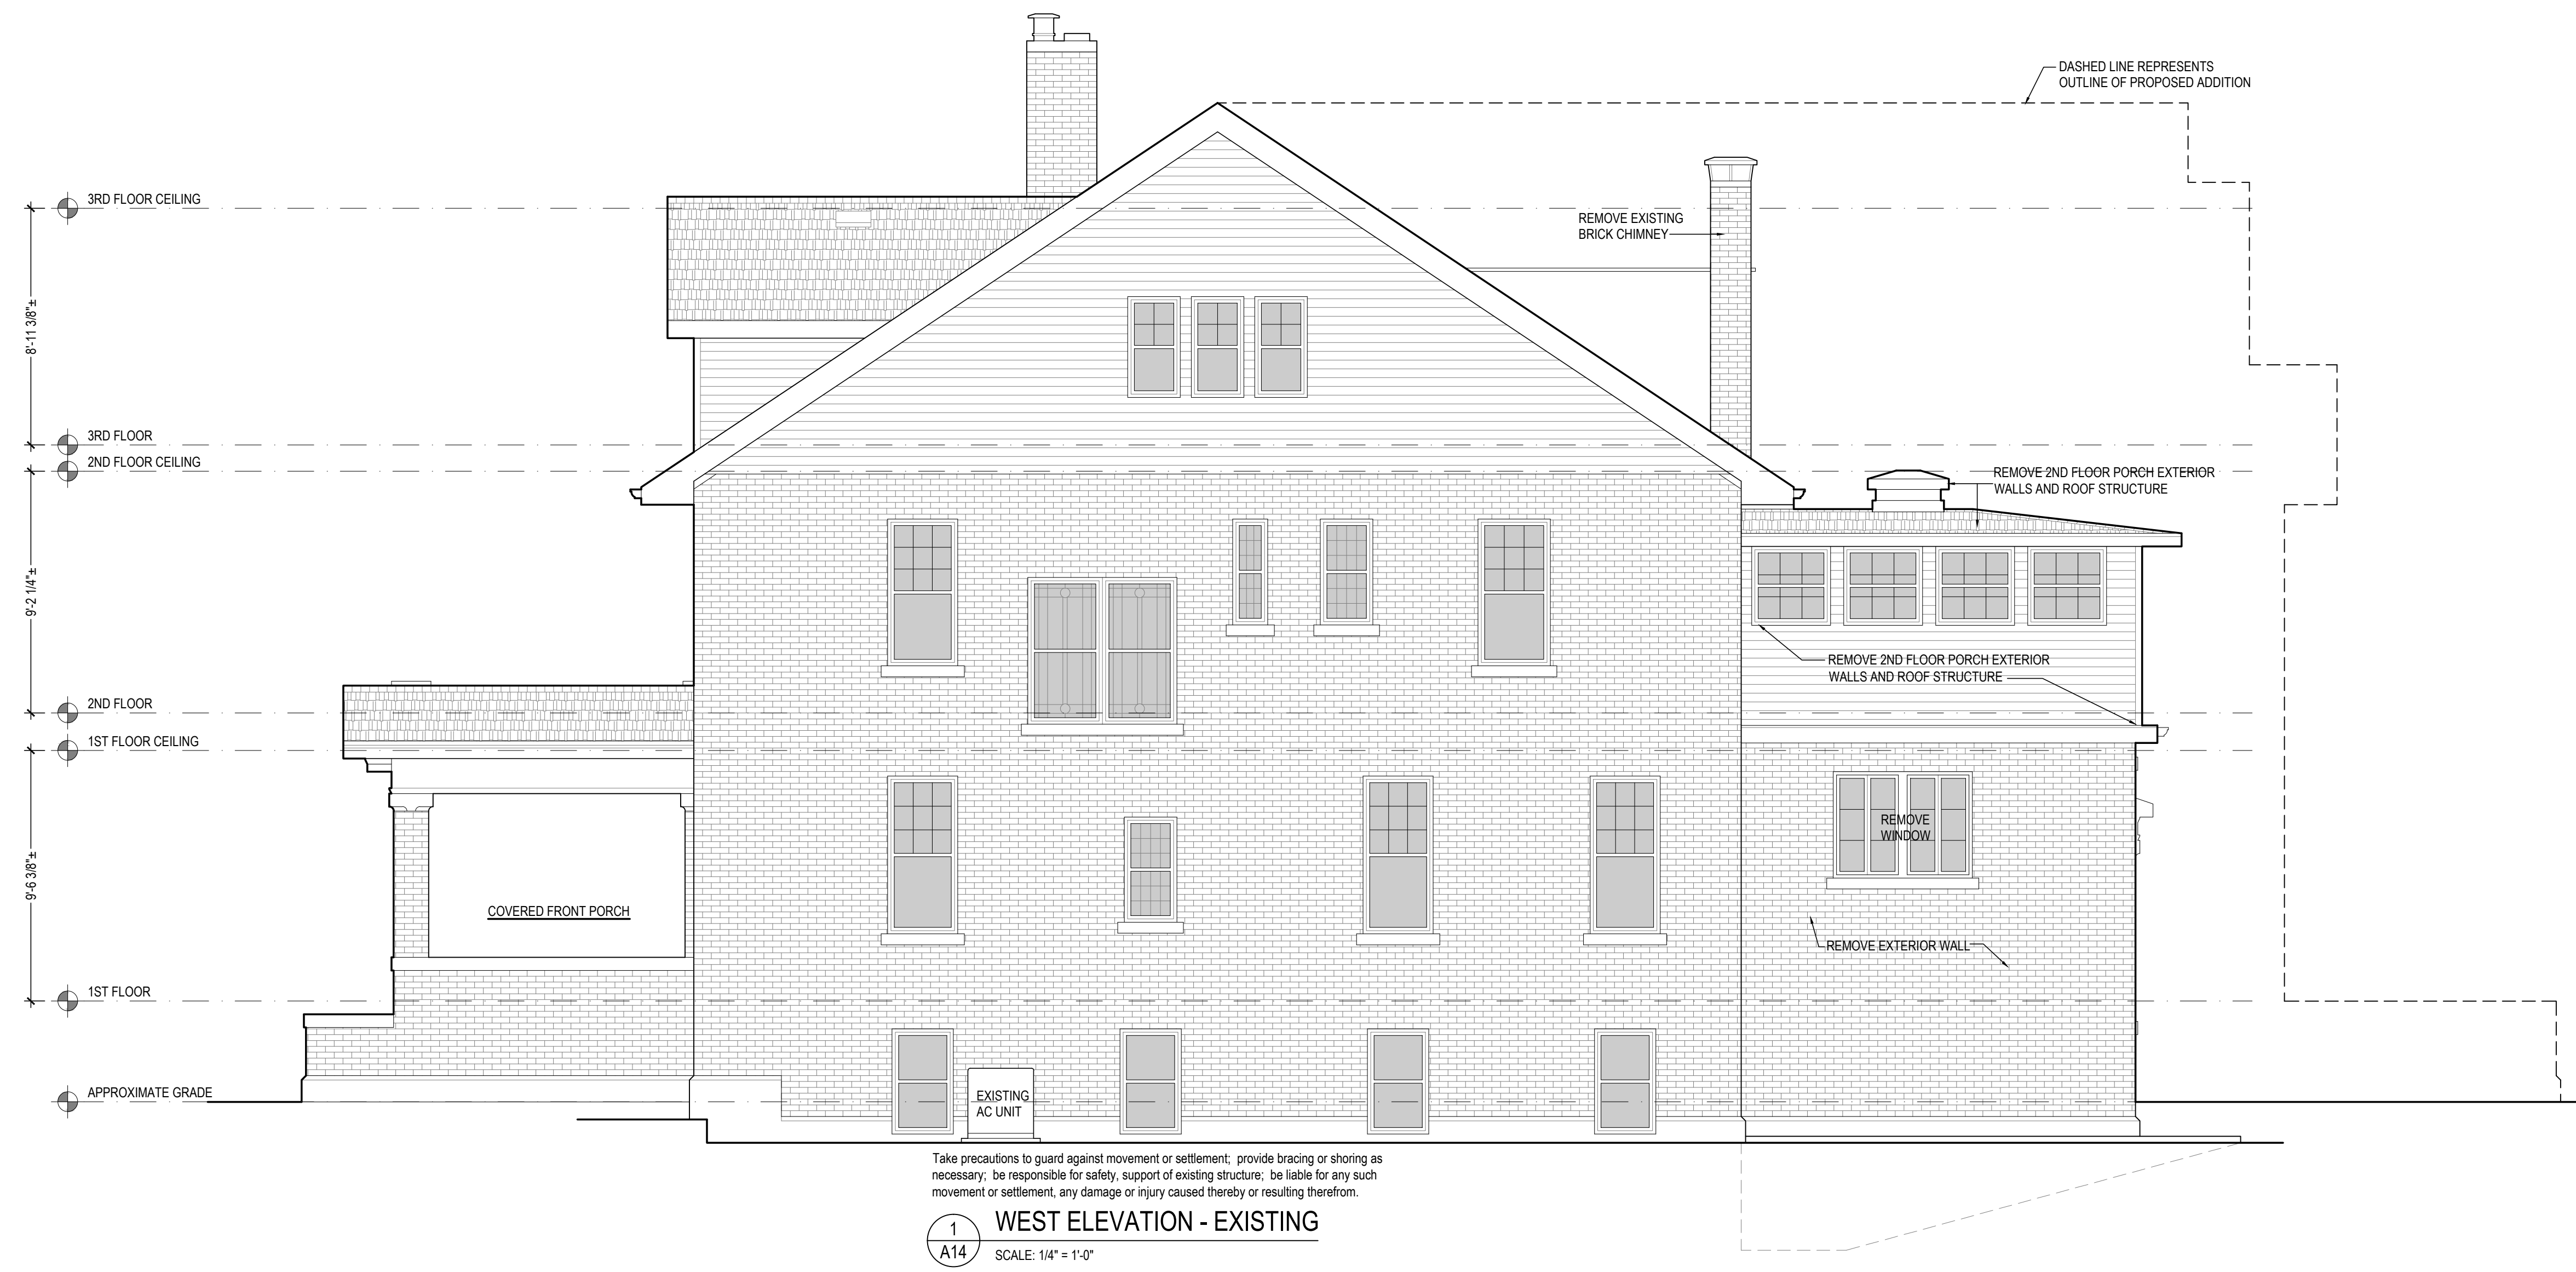 DASHED LINE REPRESENTS
OUTLINE OF PROPOSED ADDITION
3RD FLOOR CEILING
REMOVE EXISTING
BRICK CHIMNEY
8'-11 3/8"±
3RD FLOOR
2ND FLOOR CEILING
REMOVE 2ND FLOOR PORCH EXTERIOR
WALLS AND ROOF STRUCTURE
9'-2 1/4"±
REMOVE 2ND FLOOR PORCH EXTERIOR
WALLS AND ROOF STRUCTURE
2ND FLOOR
1ST FLOOR CEILING
REMOVE
WINDOW
9'-6 3/8"±
COVERED FRONT PORCH
REMOVE EXTERIOR WALL
1ST FLOOR
APPROXIMATE GRADE
EXISTING
AC UNIT
Take precautions to guard against movement or settlement; provide bracing or shoring as
necessary; be responsible for safety, support of existing structure; be liable for any such
movement or settlement, any damage or injury caused thereby or resulting therefrom.
1
A14
WEST ELEVATION - EXISTING
SCALE: 1/4" = 1'-0"